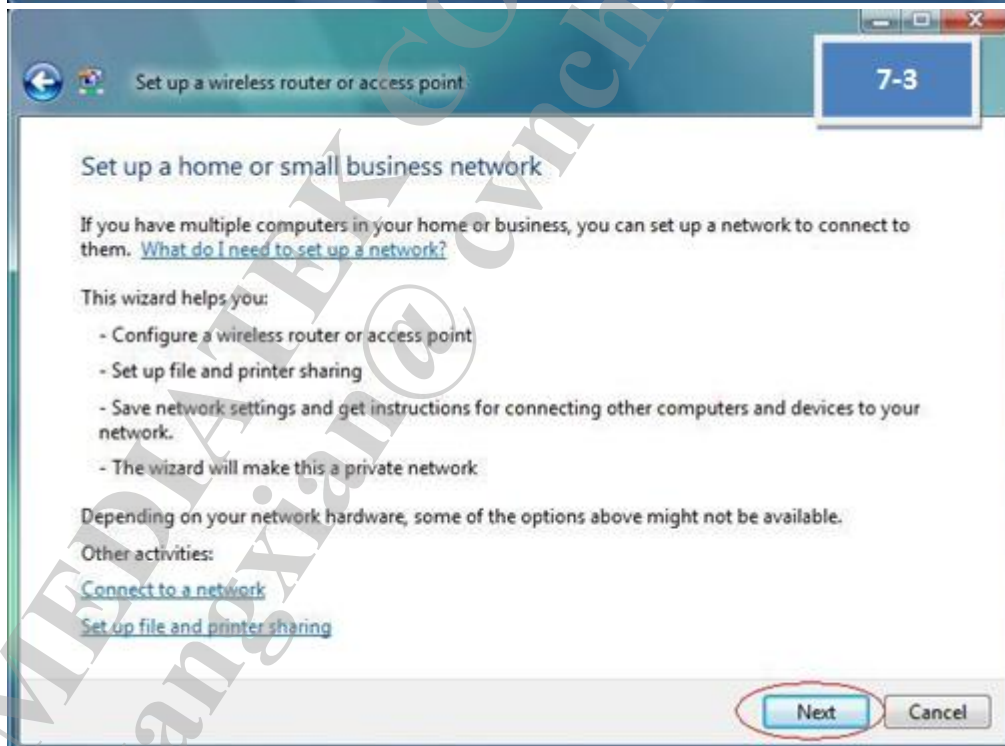 Set up a wireless router or access point
7-3
Set up a home or small business network
If you have multiple computers in your home or business, you can set up a network to connect to
them. What do I need to set up a network?
This wizard helps you:
- Configure a wireless router or access point
- Set up file and printer sharing
- Save network settings and get instructions for connecting other computers and devices to your
network.
- The wizard will make this a private network
Depending on your network hardware, some of the options above might not be available.
Other activities:
Connect to a network
Set up file and printer sharing
Next Cancel
MEDIATEK